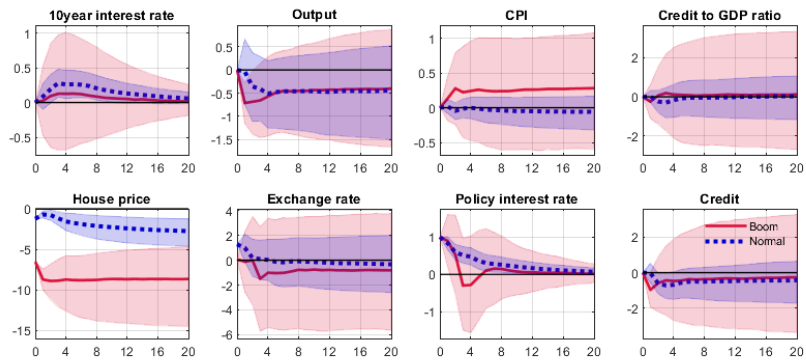 10year interest rate
Output
CPI
Credit to GDP ratio
1
0.5
0
-0.5
0 4 8 12 16 20
0.5
0
-0.5
-1
-1.5
0 4 8 12 16 20
1
0.5
0
-0.5
0 4 8 12 16 20
2
0
-2
0 4 8 12 16 20
House price
Exchange rate
Policy interest rate
Credit
0
-5
-10
-15
0 4 8 12 16 20
4
2
0
-2
-4
-6
0 4 8 12 16 20
1
0
-1
0 4 8 12 16 20
2
0
-2
Boom
Normal
0 4 8 12 16 20